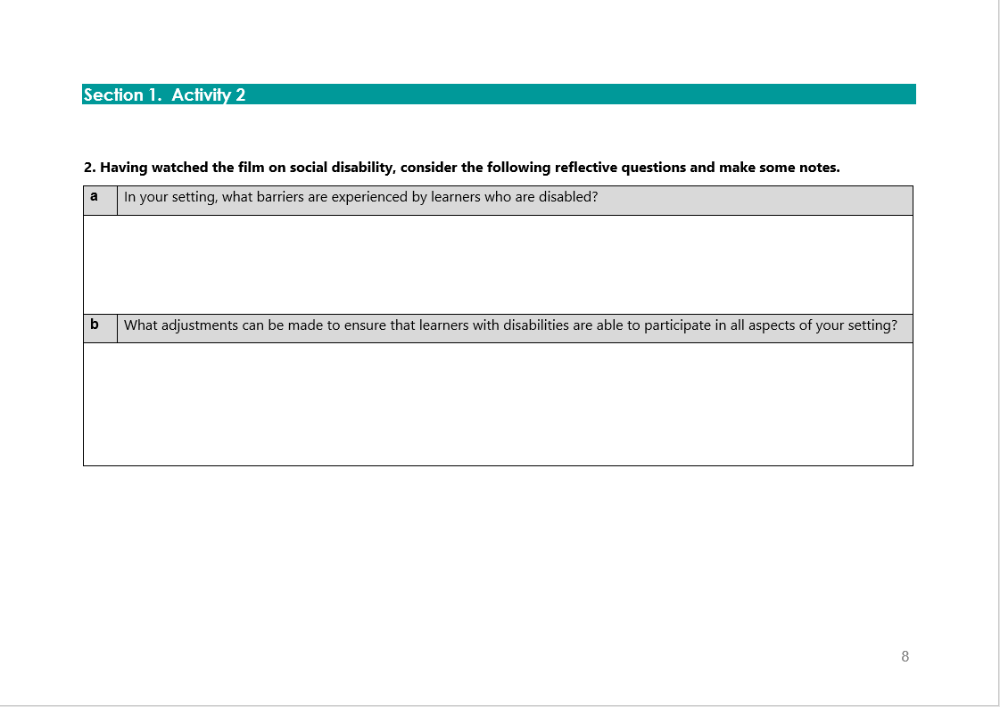 Section 1.  Activity 2
2. Having watched the film on social disability, consider the following reflective questions and make some notes.
a In your setting, what barriers are experienced by learners who are disabled?
b What adjustments can be made to ensure that learners with disabilities are able to participate in all aspects of your setting?
8